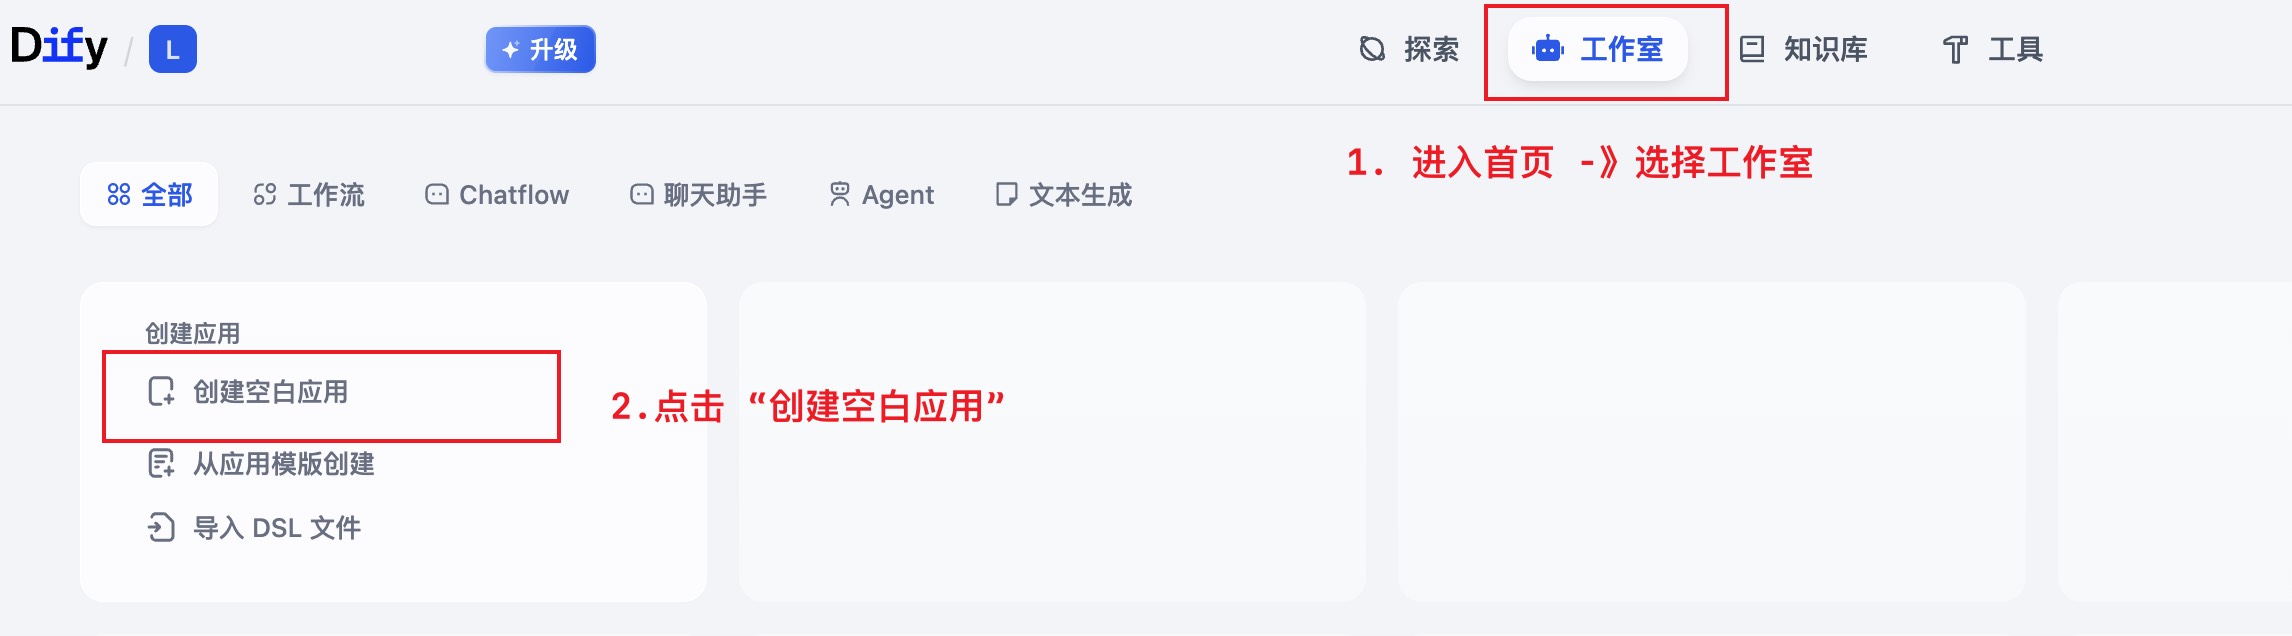 Dify / L 升级 探索 工作室 知识库 工具
1. 进入首页 -》选择工作室
全部 工作流 Chatflow 聊天助手 Agent 文本生成
创建应用
创建空白应用
2.点击 “创建空白应用”
从应用模版创建
导入 DSL 文件